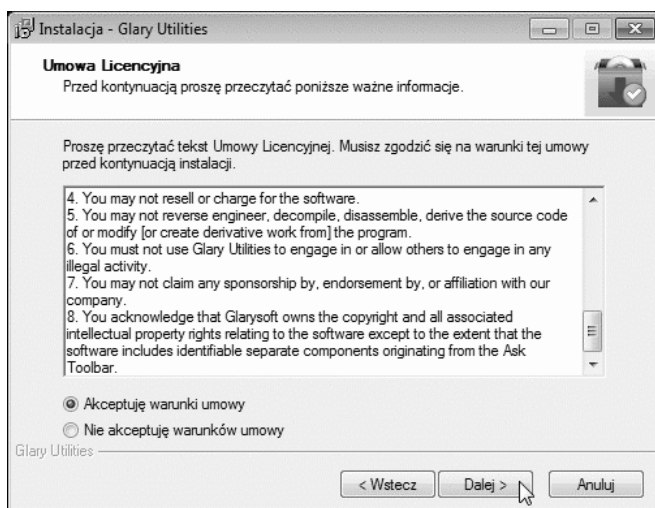 Instalacja - Glary Utilities
Umowa Licencyjna
Przed kontynuacją proszę przeczytać poniższe ważne informacje.
Proszę przeczytać tekst Umowy Licencyjnej. Musisz zgodzić się na warunki tej umowy
przed kontynuacją instalacji.
4. You may not resell or charge for the software.
5. You may not reverse engineer, decompile, disassemble, derive the source code
of or modify [or create derivative work from] the program.
6. You must not use Glary Utilities to engage in or allow others to engage in any
illegal activity.
7. You may not claim any sponsorship by, endorsement by, or affiliation with our
company.
8. You acknowledge that Glarysoft owns the copyright and all associated
intellectual property rights relating to the software except to the extent that the
software includes identifiable separate components originating from the Ask
Toolbar.
Akceptuję warunki umowy
Nie akceptuję warunków umowy
Glary Utilities
< Wstecz
Dalej >
Anuluj